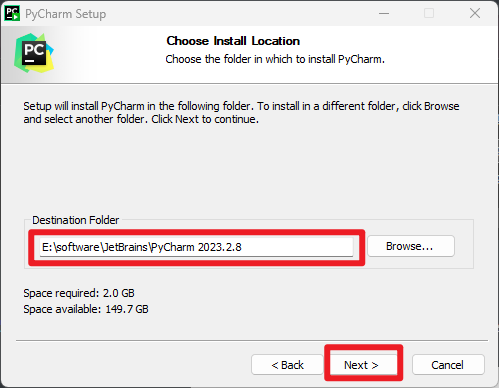 PC
PyCharm Setup
PC
Choose Install Location
Choose the folder in which to install PyCharm.
Setup will install PyCharm in the following folder. To install in a different folder, click Browse
and select another folder. Click Next to continue.
Destination Folder
E:\software\JetBrains\PyCharm 2023.2.8
Browse...
Space required: 2.0 GB
Space available: 149.7 GB
< Back
Next >
Cancel